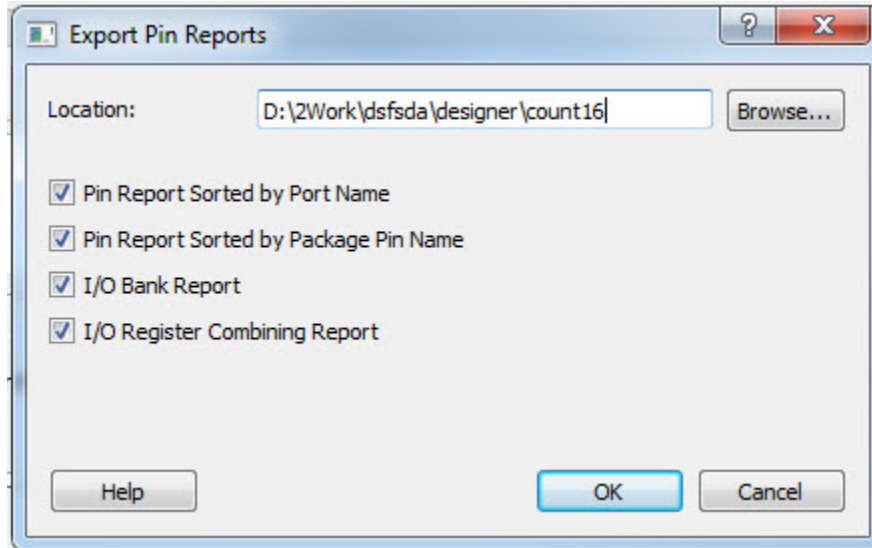 Export Pin Reports
Location: D:\2Work\dsfsda\designer\count16 Browse...
Pin Report Sorted by Port Name
Pin Report Sorted by Package Pin Name
I/O Bank Report
I/O Register Combining Report
Help OK Cancel